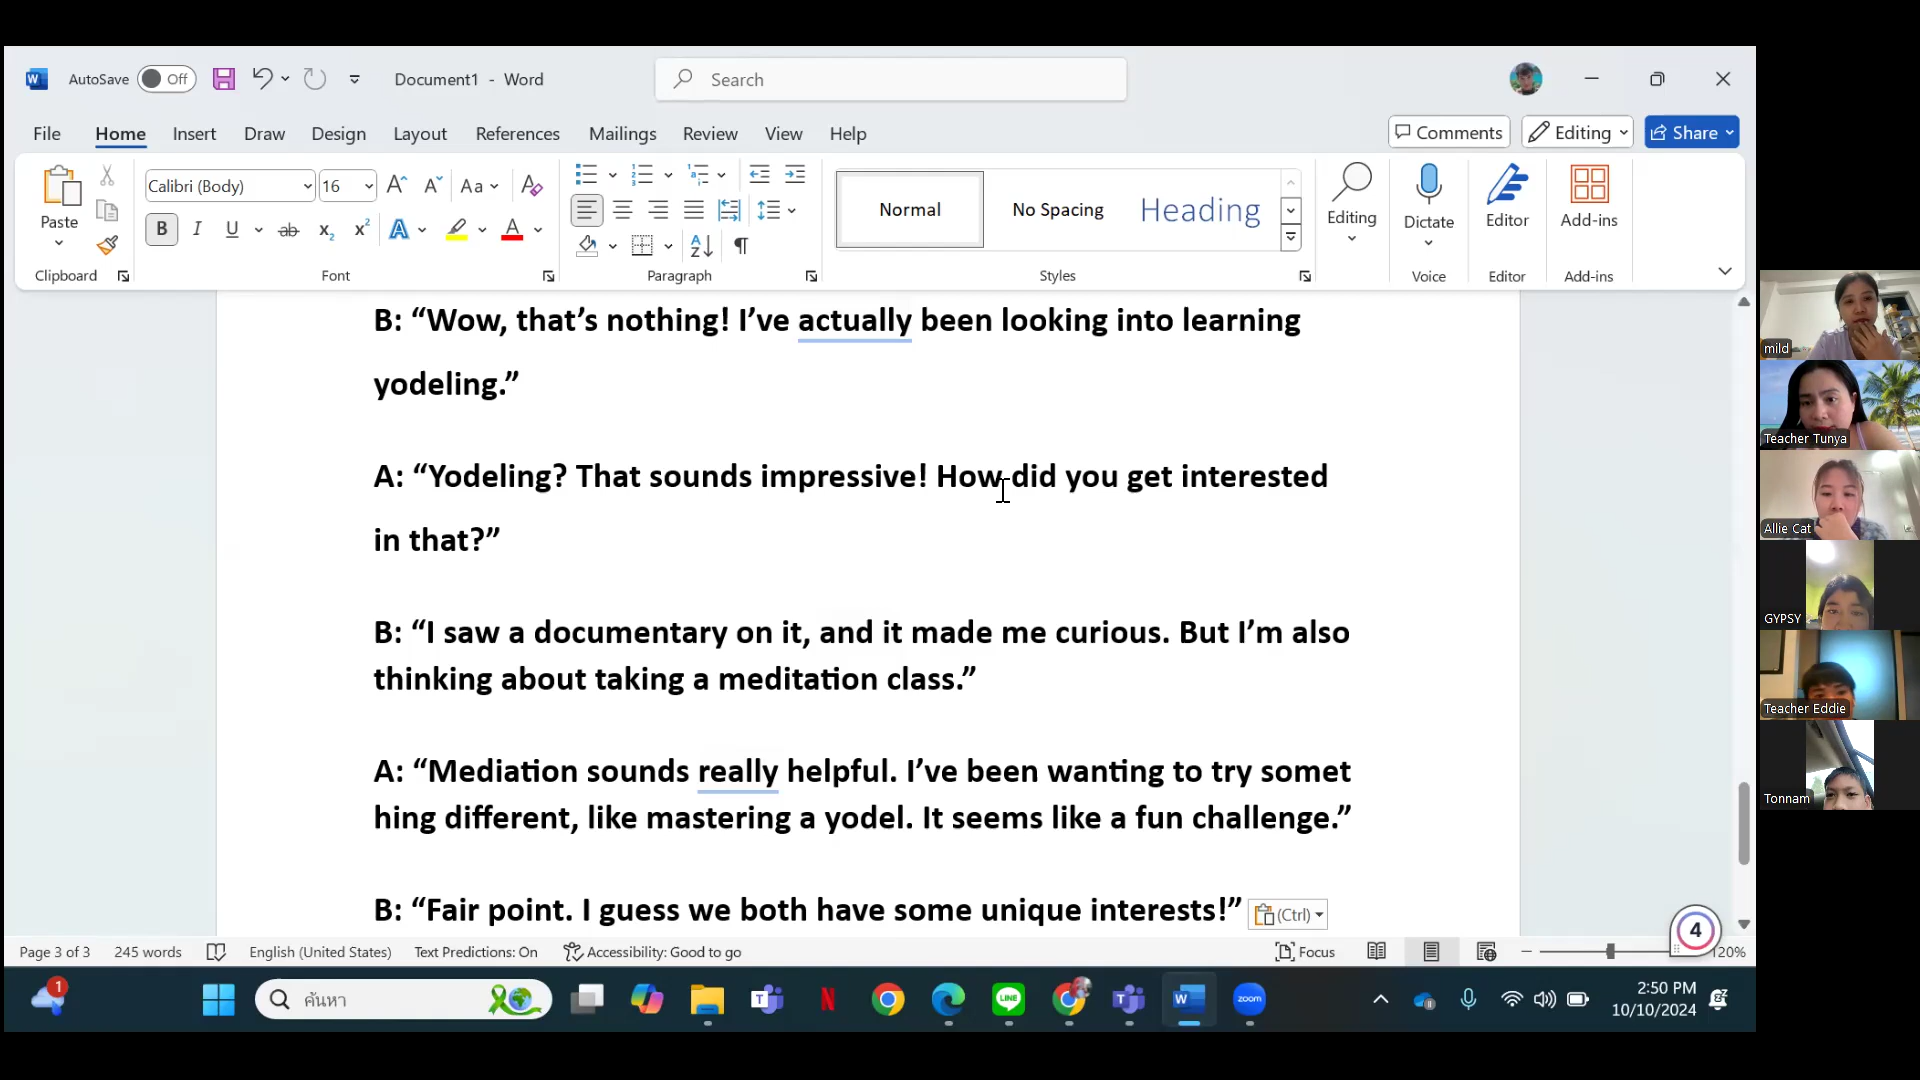 AutoSave Off Document1 - Word Search
File Home Insert Draw Design Layout References Mailings Review View Help Comments Editing Share
Paste Calibri (Body) 16 Aa Normal No Spacing Heading Editing Dictate Editor Add-ins
Clipboard Font Paragraph Styles Voice Editor Add-ins
B: “Wow, that’s nothing! I’ve actually been looking into learning
yodeling.”
A: “Yodeling? That sounds impressive! How did you get interested
in that?”
B: “I saw a documentary on it, and it made me curious. But I’m also
thinking about taking a meditation class.”
A: “Mediation sounds really helpful. I’ve been wanting to try somet
hing different, like mastering a yodel. It seems like a fun challenge.”
B: “Fair point. I guess we both have some unique interests!” (Ctrl)
4
Page 3 of 3 245 words English (United States) Text Predictions: On Accessibility: Good to go Focus 120%
1 ค้นหา LINE zoom 2:50 PM
10/10/2024
mild
Teacher Tunya
Allie Cat
GYPSY
Teacher Eddie
Tonnam